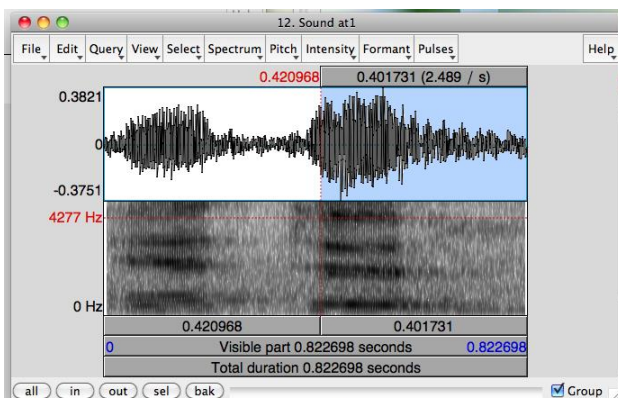 12. Sound at1
File Edit Query View Select Spectrum Pitch Intensity Formant Pulses Help
0.420968 0.401731 (2.489 / s)
0.3821
0
-0.3751
4277 Hz
0 Hz
0.420968 0.401731
0 Visible part 0.822698 seconds 0.822698
Total duration 0.822698 seconds
all in out sel bak Group